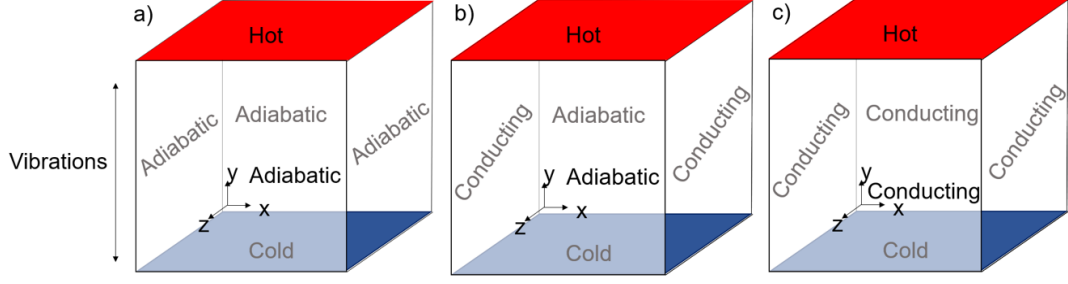 a)
Hot
Adiabatic
Adiabatic
Adiabatic
Adiabatic
Vibrations
y
x
z
Cold
b)
Hot
Conducting
Adiabatic
Conducting
Adiabatic
y
x
z
Cold
c)
Hot
Conducting
Conducting
Conducting
Conducting
y
x
z
Cold